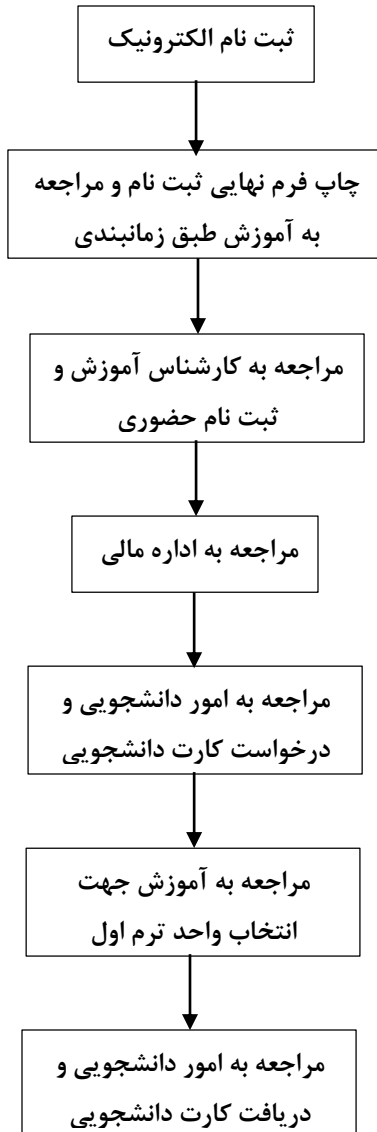 ثبت نام الکترونیک
چاپ فرم نهایی ثبت نام و مراجعه
به آموزش طبق زمانبندی
مراجعه به کارشناس آموزش و
ثبت نام حضوری
مراجعه به اداره مالی
مراجعه به امور دانشجویی و
درخواست کارت دانشجویی
مراجعه به آموزش جهت
انتخاب واحد ترم اول
مراجعه به امور دانشجویی و
دریافت کارت دانشجویی